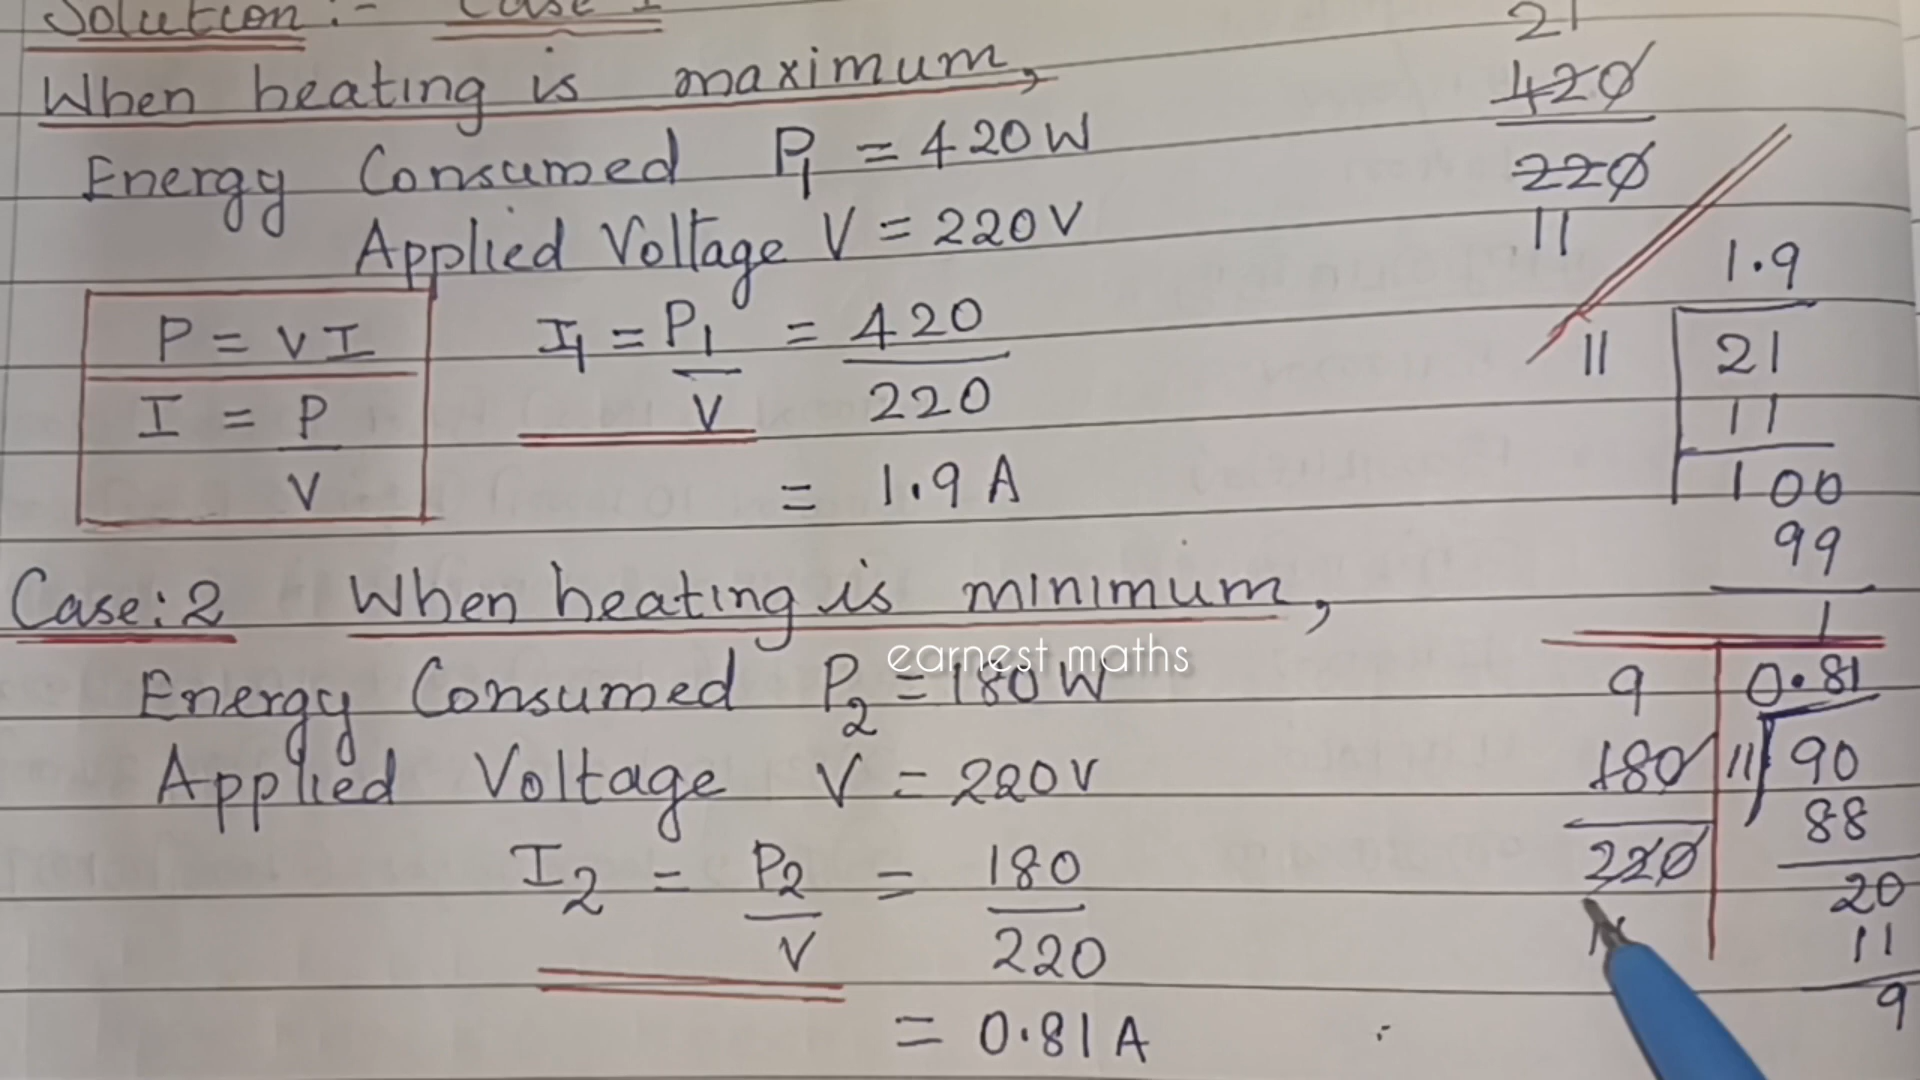 Solution :- Case I
When heating is maximum,
Energy Consumed P1 = 420 W
Applied Voltage V = 220 V
P = VI
I = P
V
I1 = P1 = 420
V 220
= 1.9 A
Case: 2 When heating is minimum,
earnest maths
Energy Consumed P2 = 180 W
Applied Voltage V = 220 V
I2 = P2 = 180
V 220
= 0.81 A
21
420
220
11
1.9
11 21
11
100
99
1
9
180
220
0.81
11 90
88
20
11
9